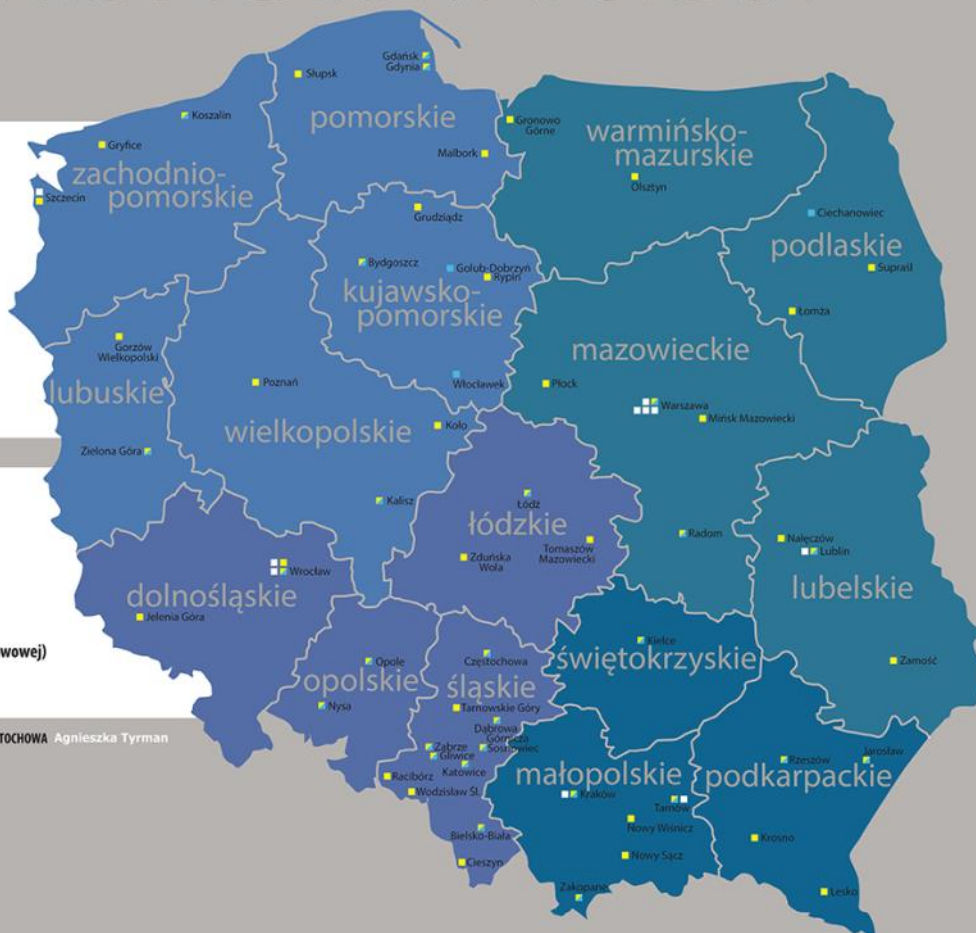 Gdańsk
Gdynia
Słupsk
Koszalin
pomorskie
Gronowo
Górne
warmińsko-
mazurskie
Gryfice
Malbork
zachodnio-
pomorskie
Olsztyn
Szczecin
Grudziądz
Ciechanowiec
podlaskie
Bydgoszcz
Golub-Dobrzyń
Rypin
Supraśl
kujawsko-
pomorskie
Łomża
Gorzów
Wielkopolski
mazowieckie
lubuskie
Poznań
Włocławek
Płock
Warszawa
Mińsk Mazowiecki
wielkopolskie
Koło
Zielona Góra
Kalisz
Łódź
łódzkie
Radom
Nałęczów
Lublin
Zduńska
Wola
Tomaszów
Mazowiecki
Wrocław
dolnośląskie
lubelskie
Jelenia Góra
wowej)
Kielce
świętokrzyskie
Częstochowa
Opole
opolskie
śląskie
Zamość
Nysa
Tarnowskie Góry
TOCHOWA Agnieszka Tyrman
Dąbrowa
Górnicza
Zabrze
Sosnowiec
Gliwice
Katowice
Jarosław
Rzeszów
małopolskie
podkarpackie
Racibórz
Wodzisław Śl.
Kraków
Tarnów
Nowy Wiśnicz
Bielsko-Biała
Krosno
Nowy Sącz
Cieszyn
Zakopane
Lesko